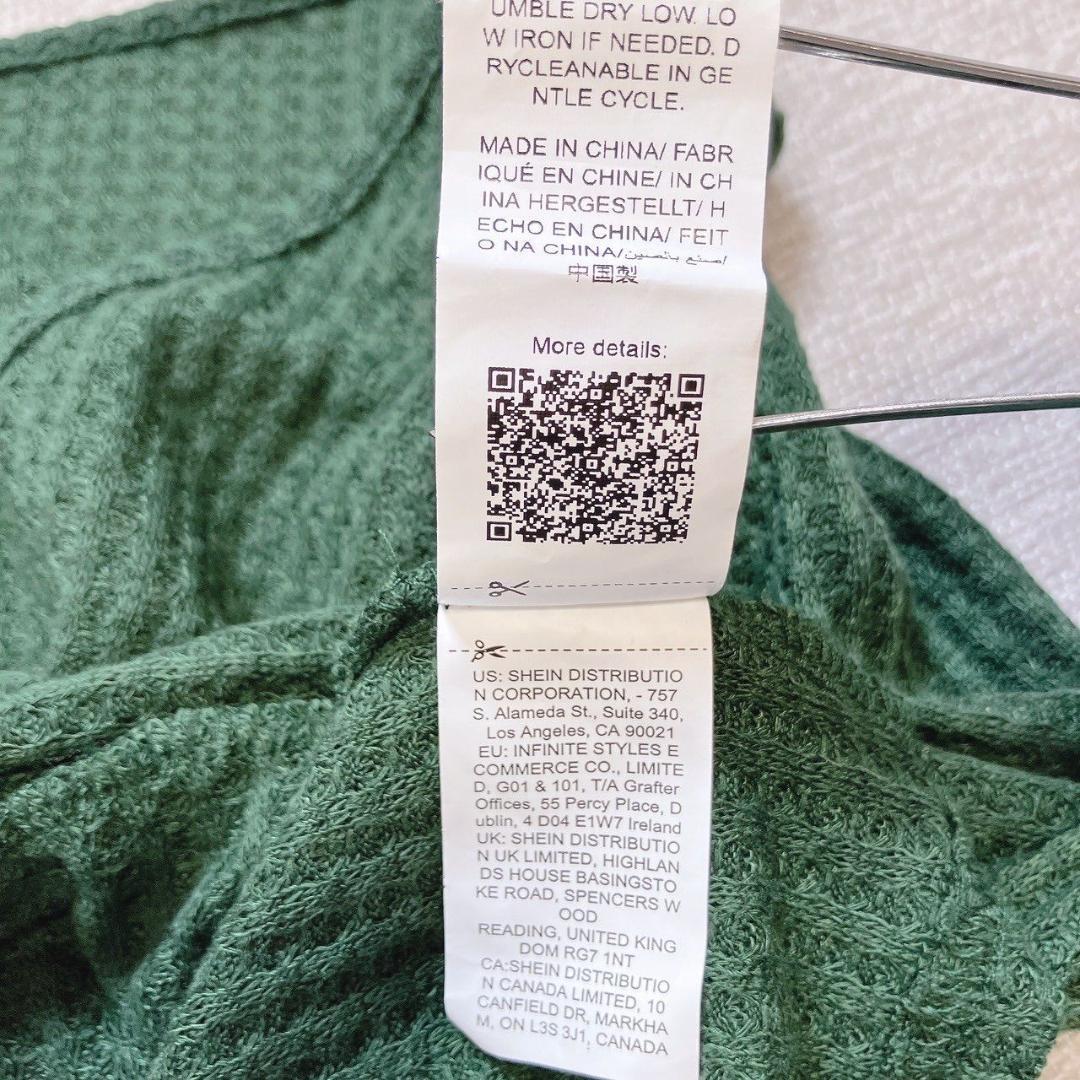 UMBLE DRY LOW. LO
W IRON IF NEEDED. D
RYCLEANABLE IN GE
NTLE CYCLE.
MADE IN CHINA/ FABR
IQUÉ EN CHINE/ IN CH
INA HERGESTELLT/ H
ECHO EN CHINA/ FEIT
O NA CHINA/اصنع بالصين/
中国製
More details:
US: SHEIN DISTRIBUTIO
N CORPORATION, - 757
S. Alameda St., Suite 340,
Los Angeles, CA 90021
EU: INFINITE STYLES E
COMMERCE CO., LIMITE
D, G01 & 101, T/A Grafter
Offices, 55 Percy Place, D
ublin, 4 D04 E1W7 Ireland
UK: SHEIN DISTRIBUTIO
N UK LIMITED, HIGHLAN
DS HOUSE BASINGSTO
KE ROAD, SPENCERS W
OOD
READING, UNITED KING
DOM RG7 1NT
CA:SHEIN DISTRIBUTIO
N CANADA LIMITED, 10
CANFIELD DR, MARKHA
M, ON L3S 3J1, CANADA